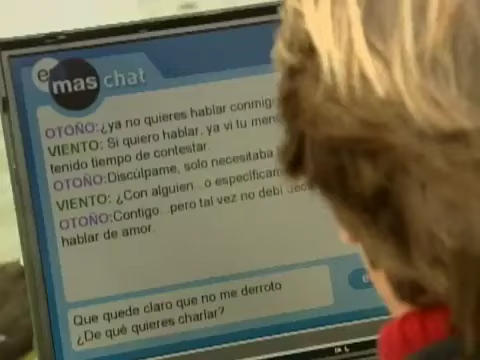 e
mas chat
OTOÑO:¿ya no quieres hablar
VIENTO: Si quiero hablar, ya vi tu
tenido tiempo de contestar.
OTOÑO:Discúlpame, solo necesitaba
VIENTO: ¿Con alguien...o
OTOÑO:Contigo...pero tal vez no debí
hablar de amor.
Que quede claro que no me derroto
¿De qué quieres charlar?